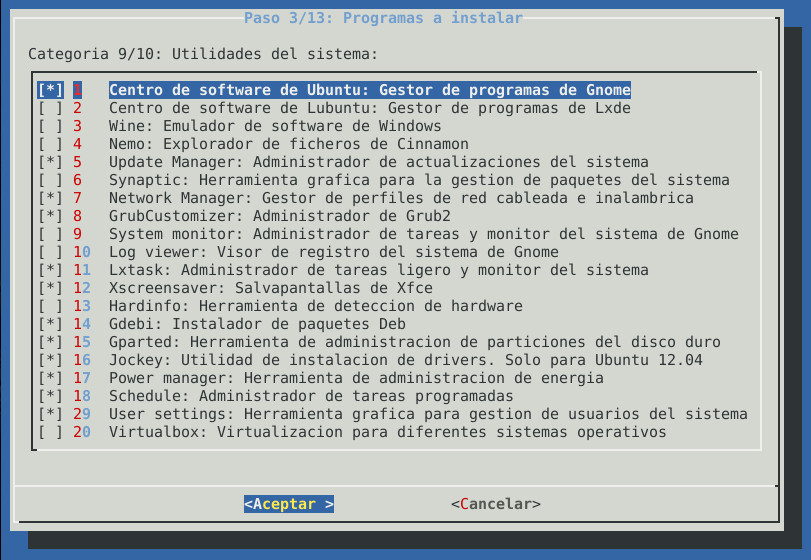 Paso 3/13: Programas a instalar
Categoria 9/10: Utilidades del sistema:
[*] 1 Centro de software de Ubuntu: Gestor de programas de Gnome
[ ] 2 Centro de software de Lubuntu: Gestor de programas de Lxde
[ ] 3 Wine: Emulador de software de Windows
[ ] 4 Nemo: Explorador de ficheros de Cinnamon
[*] 5 Update Manager: Administrador de actualizaciones del sistema
[ ] 6 Synaptic: Herramienta grafica para la gestion de paquetes del sistema
[*] 7 Network Manager: Gestor de perfiles de red cableada e inalambrica
[*] 8 GrubCustomizer: Administrador de Grub2
[ ] 9 System monitor: Administrador de tareas y monitor del sistema de Gnome
[ ] 10 Log viewer: Visor de registro del sistema de Gnome
[*] 11 Lxtask: Administrador de tareas ligero y monitor del sistema
[*] 12 Xscreensaver: Salvapantallas de Xfce
[ ] 13 Hardinfo: Herramienta de deteccion de hardware
[*] 14 Gdebi: Instalador de paquetes Deb
[*] 15 Gparted: Herramienta de administracion de particiones del disco duro
[*] 16 Jockey: Utilidad de instalacion de drivers. Solo para Ubuntu 12.04
[*] 17 Power manager: Herramienta de administracion de energia
[*] 18 Schedule: Administrador de tareas programadas
[*] 29 User settings: Herramienta grafica para gestion de usuarios del sistema
[ ] 20 Virtualbox: Virtualizacion para diferentes sistemas operativos
<Aceptar > <Cancelar>